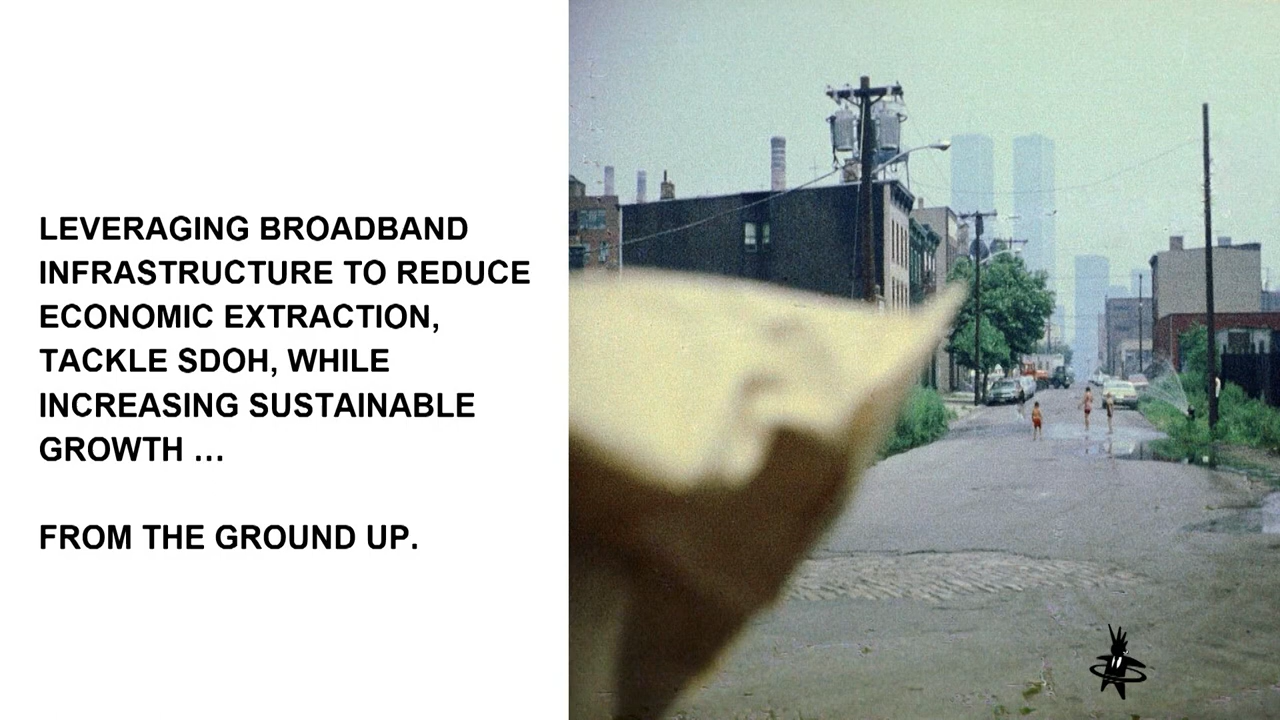 LEVERAGING BROADBAND
INFRASTRUCTURE TO REDUCE
ECONOMIC EXTRACTION,
TACKLE SDOH, WHILE
INCREASING SUSTAINABLE
GROWTH ...
FROM THE GROUND UP.